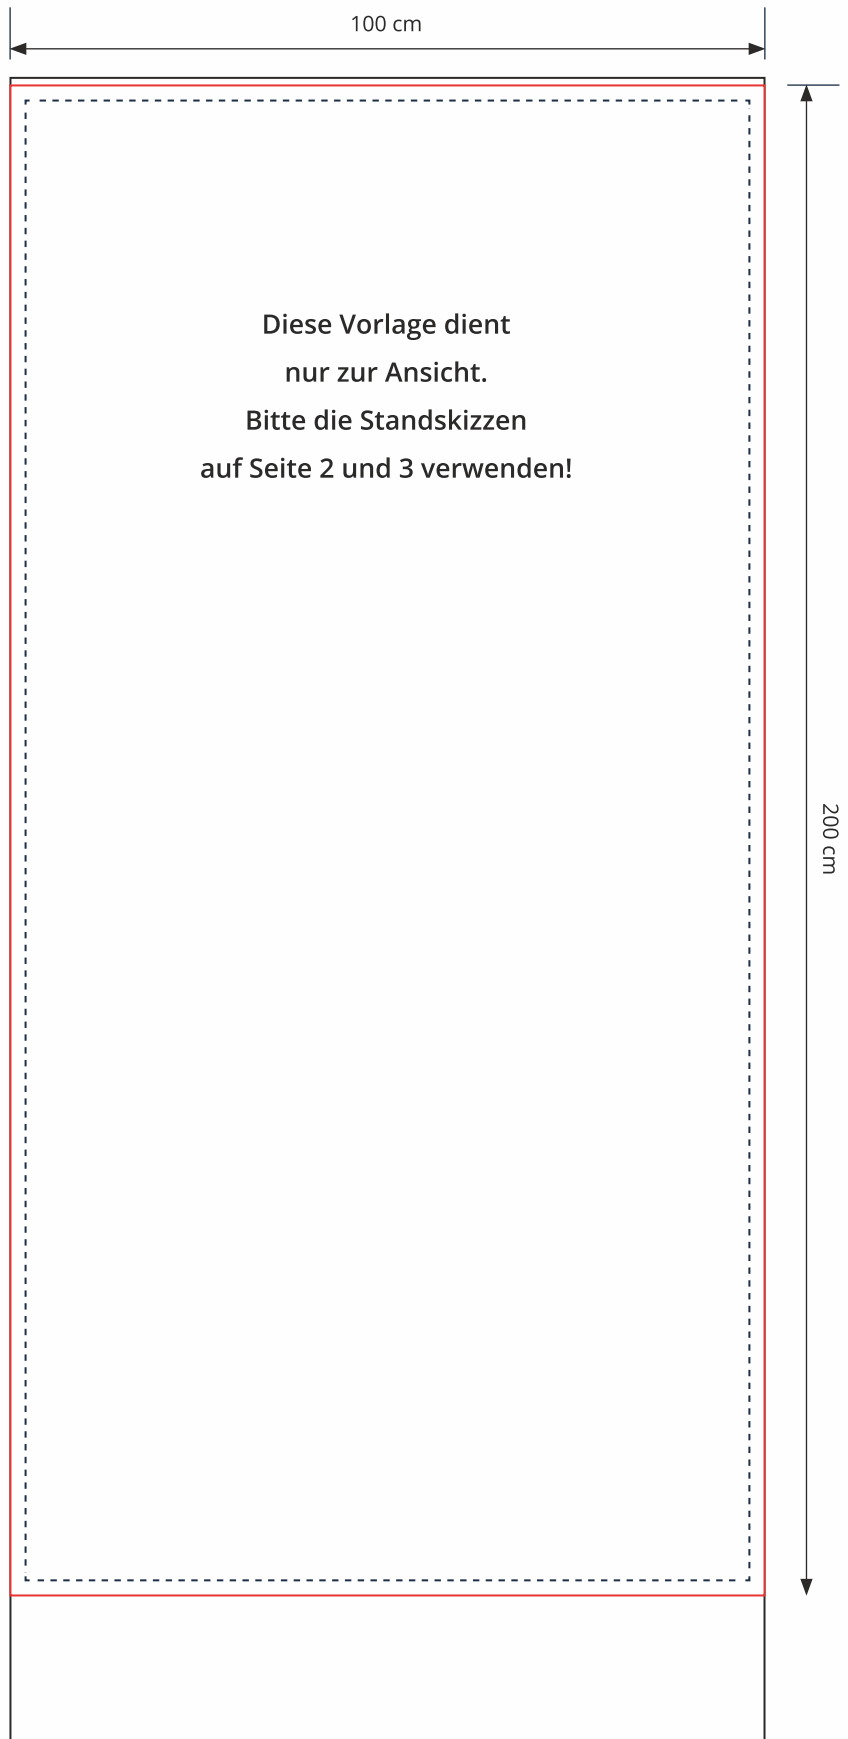 100 cm
Diese Vorlage dient
nur zur Ansicht.
Bitte die Standskizzen
auf Seite 2 und 3 verwenden!
200 cm